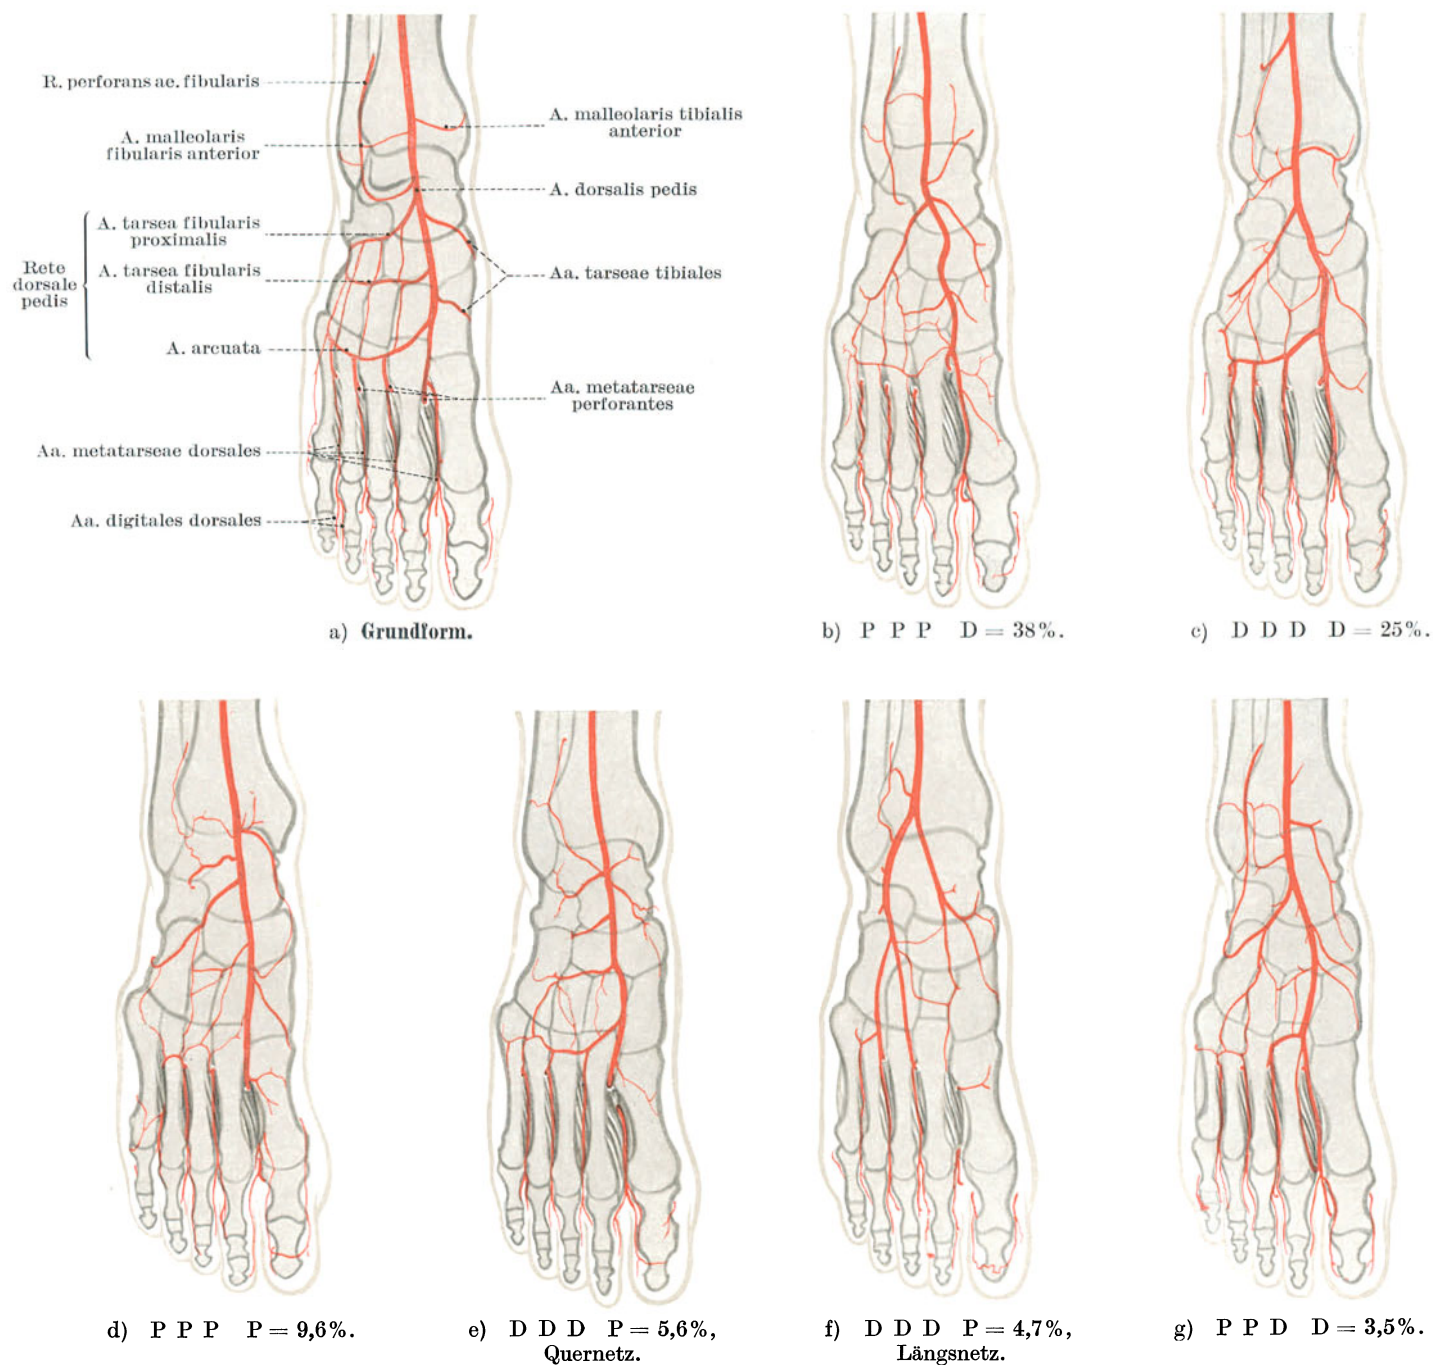 R. perforans ae. fibularis
A. malleolaris
fibularis anterior
A. malleolaris tibialis
anterior
A. dorsalis pedis
Rete
dorsale
pedis
A. tarsea fibularis
proximalis
A. tarsea fibularis
distalis
Aa. tarseae tibiales
A. arcuata
Aa. metatarseae
perforantes
Aa. metatarseae dorsales
Aa. digitales dorsales
a) Grundform.
b) P P P D = 38%.
c) D D D D = 25%.
d) P P P P = 9,6%.
e) D D D P = 5,6%,
Quernetz.
f) D D D P = 4,7%,
Längsnetz.
g) P P D D = 3,5%.